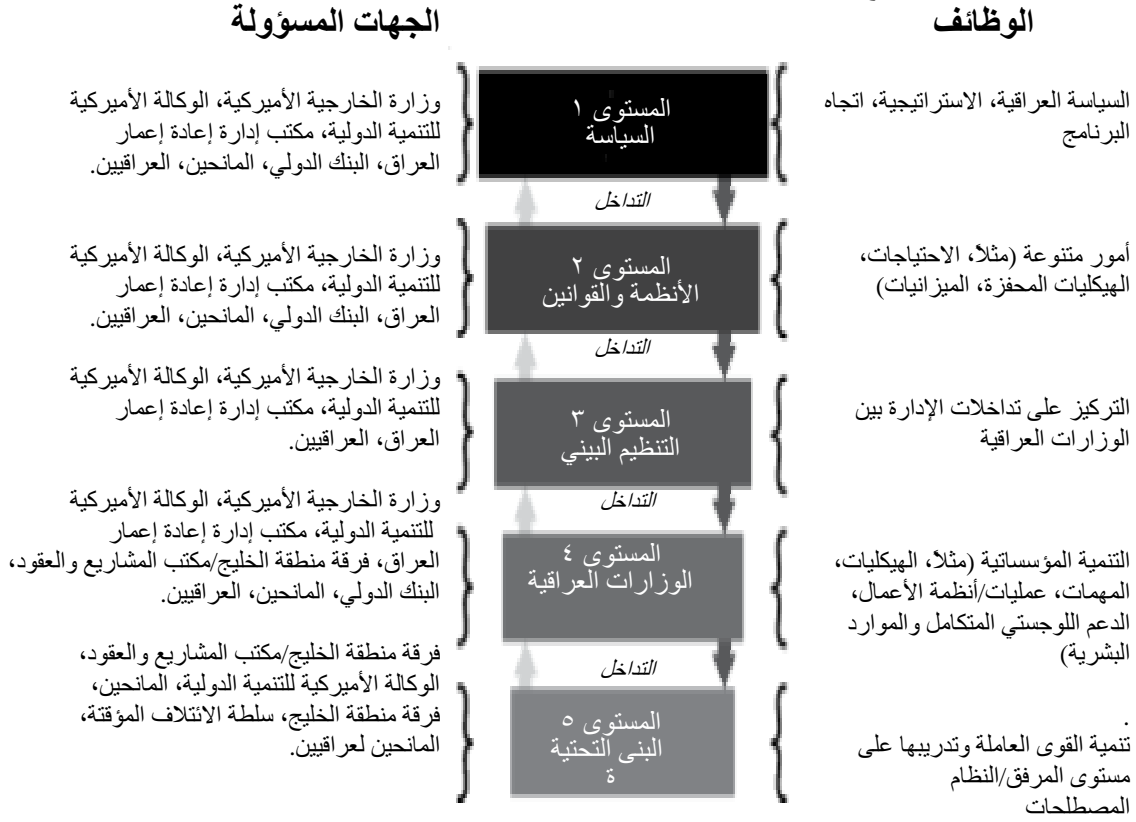 الوظائف
الجهات المسؤولة
السياسة العراقية، الاستراتيجية، اتجاه
البرنامج
المستوى ١
السياسة
وزارة الخارجية الأميركية، الوكالة الأميركية
للتنمية الدولية، مكتب إدارة إعادة إعمار
العراق، البنك الدولي، المانحين، العراقيين.
التداخل
أمور متنوعة (مثلاً، الاحتياجات،
الهيكليات المحفزة، الميزانيات)
المستوى ٢
الأنظمة والقوانين
وزارة الخارجية الأميركية، الوكالة الأميركية
للتنمية الدولية، مكتب إدارة إعادة إعمار
العراق، البنك الدولي، المانحين، العراقيين.
التداخل
التركيز على تداخلات الإدارة بين
الوزارات العراقية
المستوى ٣
التنظيم البيني
وزارة الخارجية الأميركية، الوكالة الأميركية
للتنمية الدولية، مكتب إدارة إعادة إعمار
العراق، العراقيين.
التداخل
التنمية المؤسساتية (مثلاً، الهيكليات،
المهمات، عمليات/أنظمة الأعمال،
الدعم اللوجستي المتكامل والموارد
البشرية)
المستوى ٤
الوزارات العراقية
وزارة الخارجية الأميركية، الوكالة الأميركية
للتنمية الدولية، مكتب إدارة إعادة إعمار
العراق، فرقة منطقة الخليج/مكتب المشاريع والعقود،
البنك الدولي، المانحين، العراقيين.
التداخل
.
تنمية القوى العاملة وتدريبها على
مستوى المرفق/النظام
المصطلحات
المستوى ٥
البنى التحتية
ة
فرقة منطقة الخليج/مكتب المشاريع والعقود،
الوكالة الأميركية للتنمية الدولية، المانحين،
فرقة منطقة الخليج، سلطة الائتلاف المؤقتة،
المانحين لعراقيين.